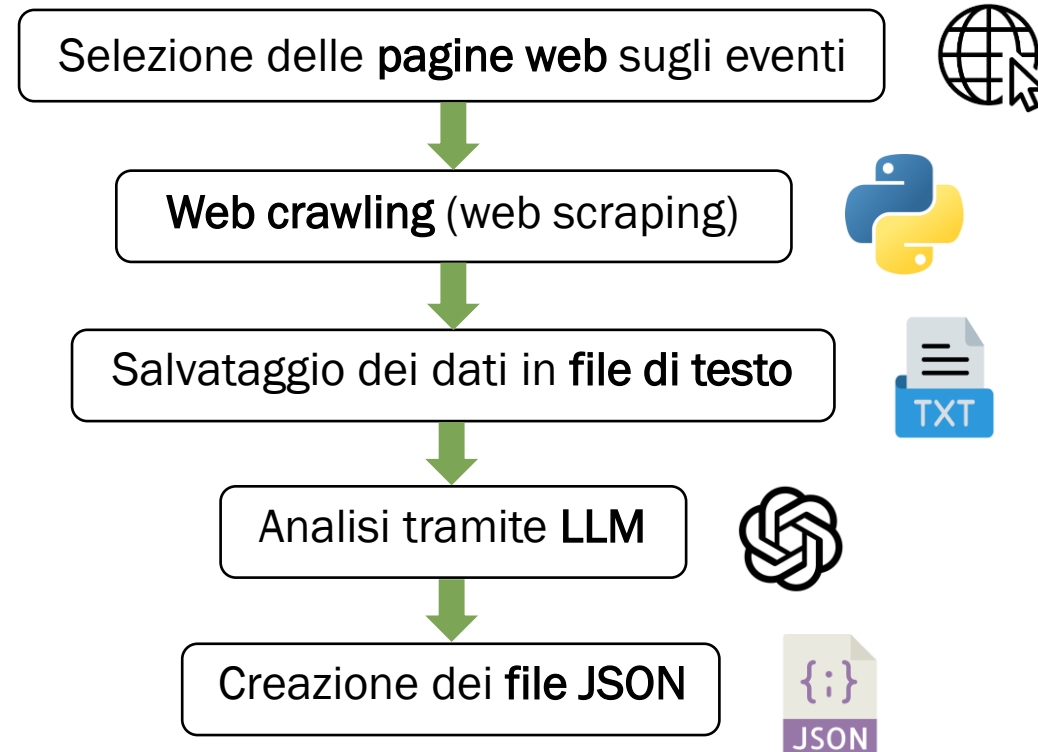 Selezione delle pagine web sugli eventi
Web crawling (web scraping)
Salvataggio dei dati in file di testo
TXT
Analisi tramite LLM
Creazione dei file JSON
{;}
JSON